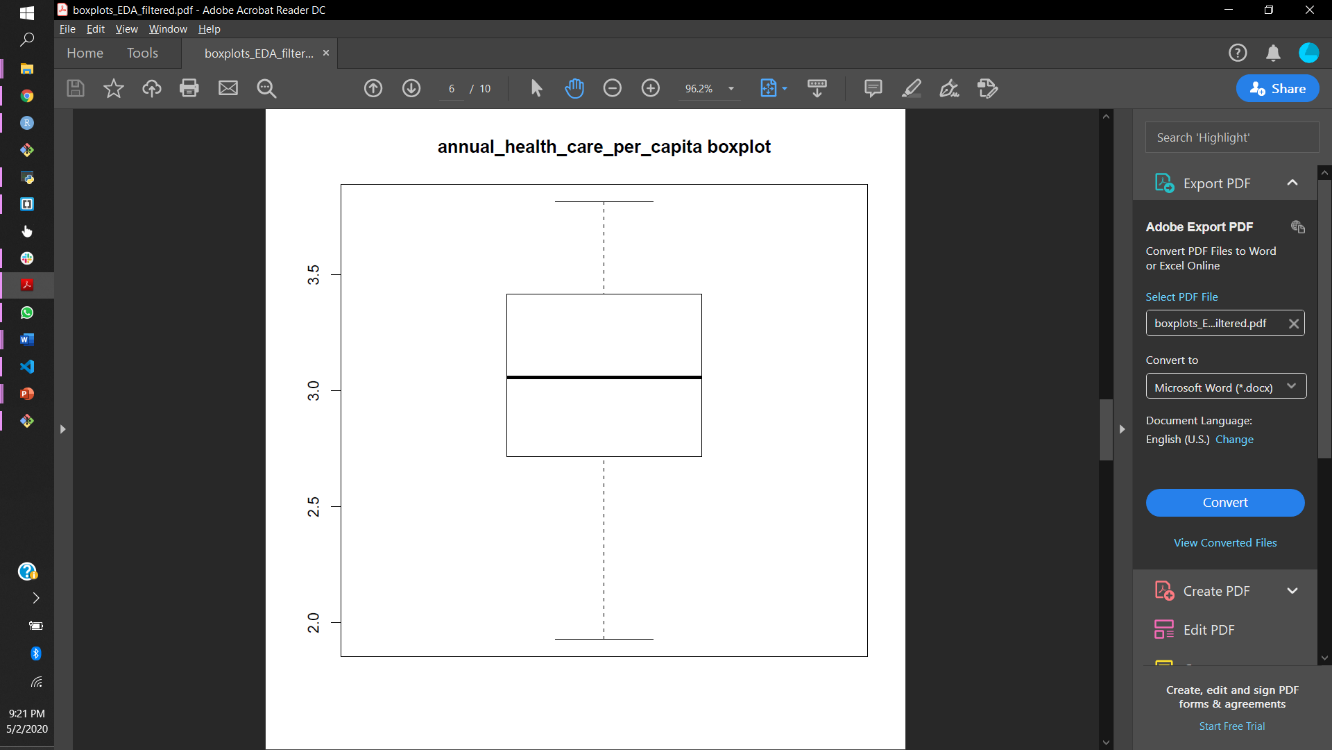 boxplots_EDA_filtered.pdf - Adobe Acrobat Reader DC
File Edit View Window Help
Home Tools boxplots_EDA_filter... ×
6 / 10 96.2%
Share
annual_health_care_per_capita boxplot
3.5
3.0
2.5
2.0
Search 'Highlight'
Export PDF
Adobe Export PDF
Convert PDF Files to Word
or Excel Online
Select PDF File
boxplots_E...iltered.pdf
Convert to
Microsoft Word (*.docx)
Document Language:
English (U.S.) Change
Convert
View Converted Files
Create PDF
Edit PDF
Create, edit and sign PDF
forms & agreements
Start Free Trial
9:21 PM
5/2/2020